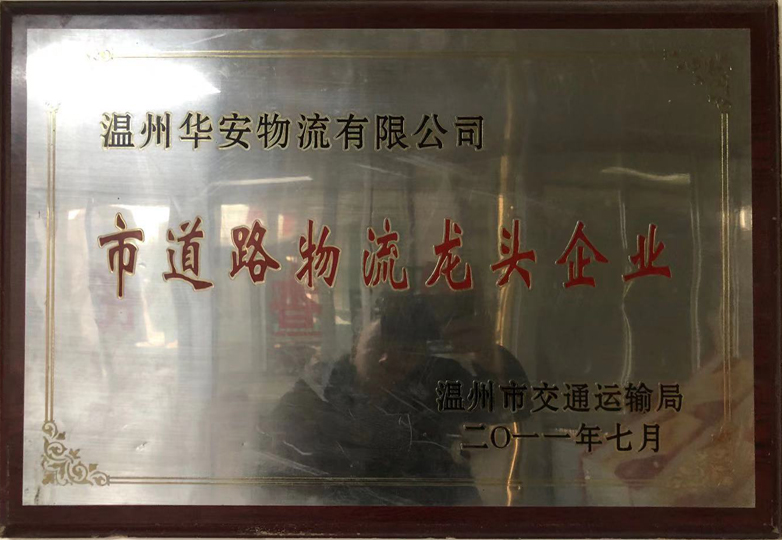 温州华安物流有限公司
市道路物流龙头企业
温州市交通运输局
二〇一一年七月